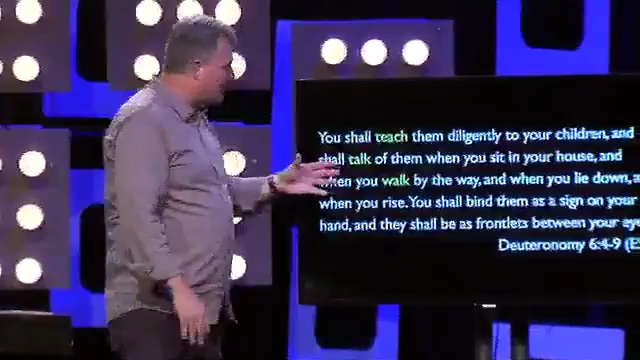 You shall teach them diligently to your children, and
shall talk of them when you sit in your house, and
when you walk by the way, and when you lie down,
when you rise. You shall bind them as a sign on your
hand, and they shall be as frontlets between your
Deuteronomy 6:4-9